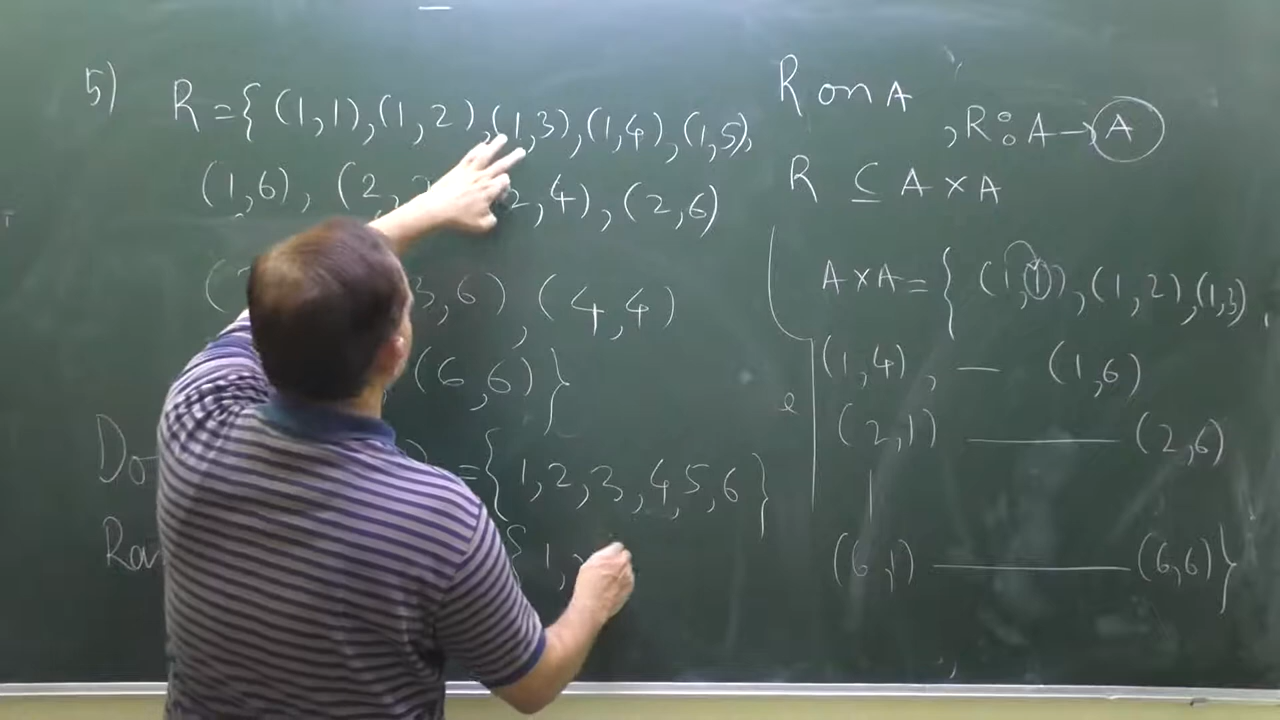 5) R = { (1,1), (1,2), (1,3), (1,4), (1,5),
(1,6), (2, 2,4), (2,6)
( 3,6), (4,4)
(6,6) }
= { 1,2,3,4,5,6 }
{ 1,
R on A
, R : A → A
R ⊆ A × A
A × A = { (1,1), (1,2), (1,3),
(1,4), — (1,6)
(2,1) — (2,6)
|
(6,1) — (6,6) }